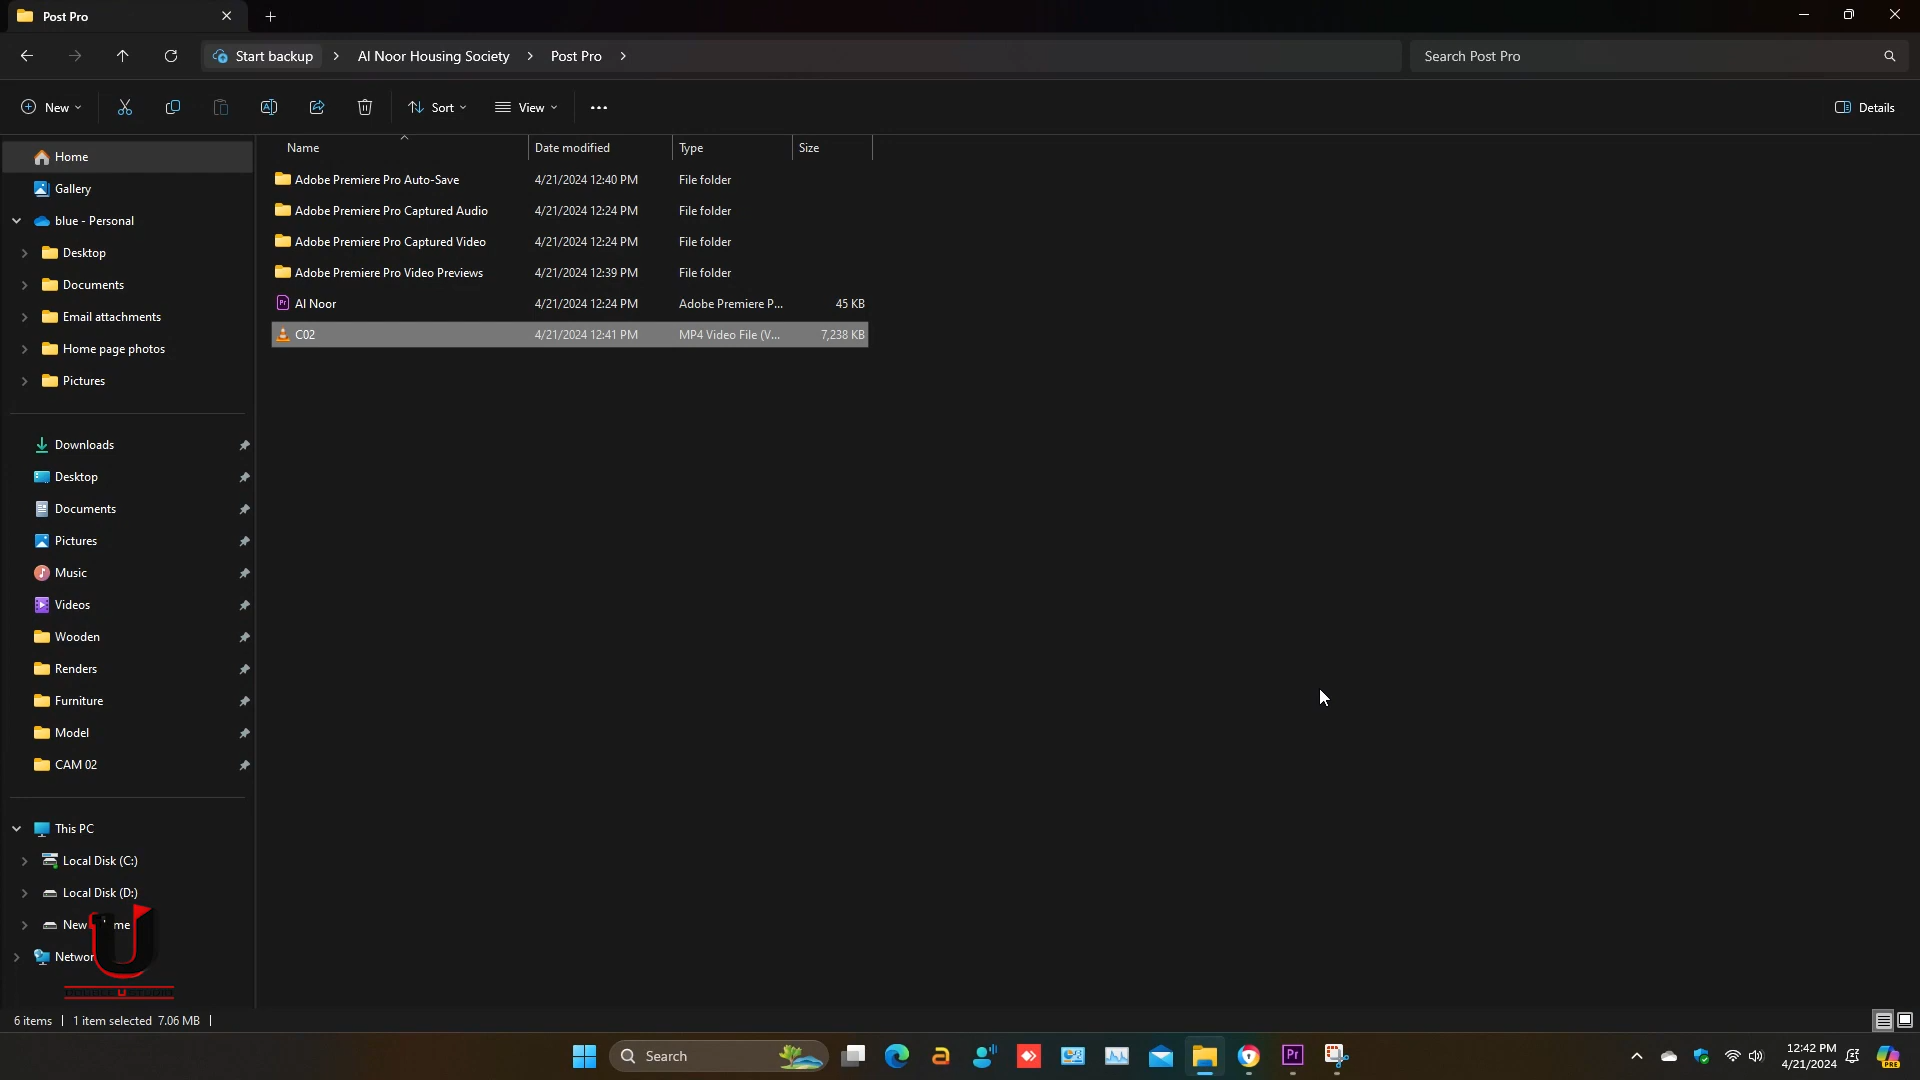 Post Pro
Start backup
Al Noor Housing Society
Post Pro
Search Post Pro
New
Sort
View
Details
Name
Date modified
Type
Size
Adobe Premiere Pro Auto-Save 4/21/2024 12:40 PM File folder
Adobe Premiere Pro Captured Audio 4/21/2024 12:24 PM File folder
Adobe Premiere Pro Captured Video 4/21/2024 12:24 PM File folder
Adobe Premiere Pro Video Previews 4/21/2024 12:39 PM File folder
Al Noor 4/21/2024 12:24 PM Adobe Premiere P... 45 KB
C02 4/21/2024 12:41 PM MP4 Video File (V... 7,238 KB
Home
Gallery
blue - Personal
Desktop
Documents
Email attachments
Home page photos
Pictures
Downloads
Desktop
Documents
Pictures
Music
Videos
Wooden
Renders
Furniture
Model
CAM 02
This PC
Local Disk (C:)
Local Disk (D:)
New
Networ
6 items
1 item selected 7.06 MB
Search
Pr
12:42 PM
4/21/2024
PRE